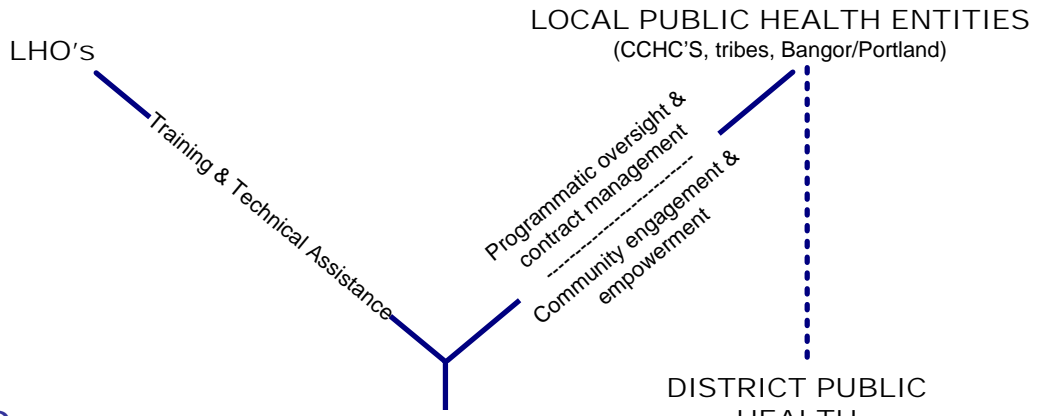 LOCAL PUBLIC HEALTH ENTITIES
(CCHC'S, tribes, Bangor/Portland)
LHO's
Training & Technical Assistance
Programmatic oversight &
contract management
Community engagement &
empowerment
DISTRICT PUBLIC
HEALTH